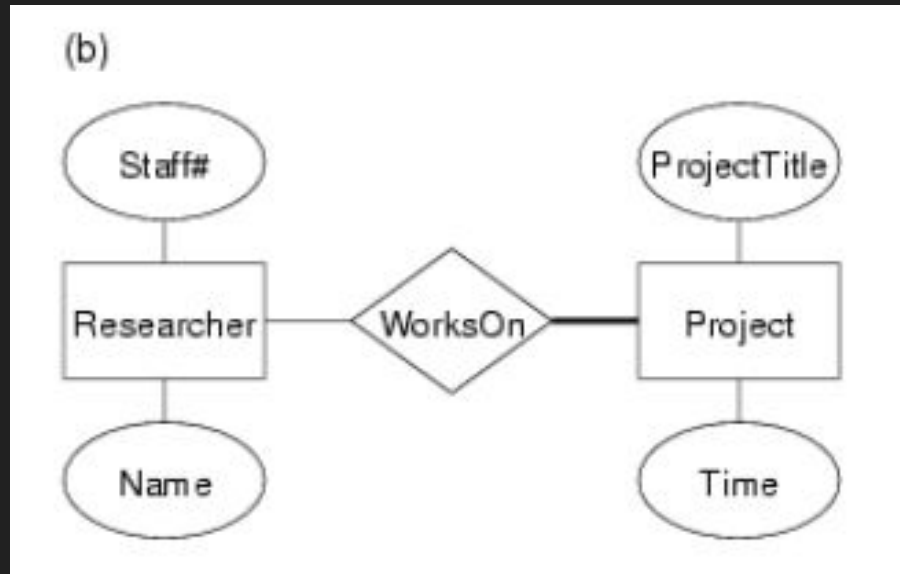 (b)
Staff#
ProjectTitle
Researcher
WorksOn
Project
Name
Time